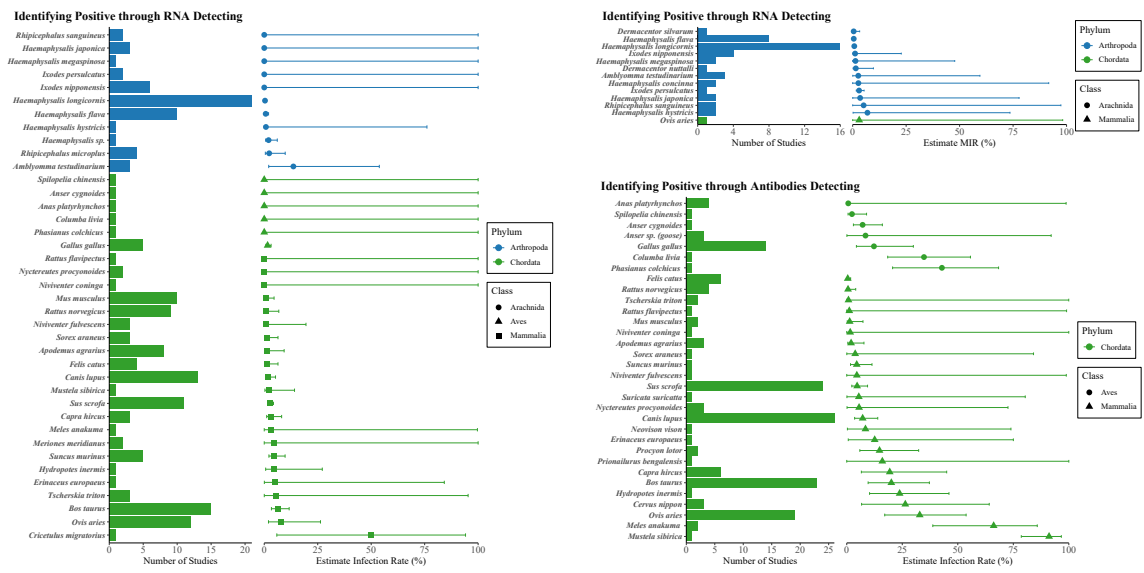 Identifying Positive through RNA Detecting
Rhipicephalus sanguineus
Haemaphysalis japonica
Haemaphysalis megaspinosa
Ixodes persulcatus
Ixodes nipponensis
Haemaphysalis longicornis
Haemaphysalis flava
Haemaphysalis hystricis
Haemaphysalis sp.
Rhipicephalus microplus
Amblyomma testudinarium
Spilopelia chinensis
Anser cygnoides
Anas platyrhynchos
Columba livia
Phasianus colchicus
Gallus gallus
Rattus flavipectus
Nyctereutes procyonoides
Niviventer coninga
Mus musculus
Rattus norvegicus
Niviventer fulvescens
Sorex araneus
Apodemus agrarius
Felis catus
Canis lupus
Mustela sibirica
Sus scrofa
Capra hircus
Meles anakuma
Meriones meridianus
Suncus murinus
Hydropotes inermis
Erinaceus europaeus
Tscherskia triton
Bos taurus
Ovis aries
Cricetulus migratorius
0 5 10 15 20
Number of Studies
0 25 50 75 100
Estimate Infection Rate (%)
Phylum
Arthropoda
Chordata
Class
Arachnida
Aves
Mammalia
Identifying Positive through RNA Detecting
Dermacentor silvarum
Haemaphysalis flava
Haemaphysalis longicornis
Ixodes nipponensis
Haemaphysalis megaspinosa
Dermacentor nuttalli
Amblyomma testudinarium
Haemaphysalis concinna
Ixodes persulcatus
Haemaphysalis japonica
Rhipicephalus sanguineus
Haemaphysalis hystricis
Ovis aries
0 4 8 12 16
Number of Studies
0 25 50 75 100
Estimate MIR (%)
Phylum
Arthropoda
Chordata
Class
Arachnida
Mammalia
Identifying Positive through Antibodies Detecting
Anas platyrhynchos
Spilopelia chinensis
Anser cygnoides
Anser sp. (goose)
Gallus gallus
Columba livia
Phasianus colchicus
Felis catus
Rattus norvegicus
Tscherskia triton
Rattus flavipectus
Mus musculus
Niviventer coninga
Apodemus agrarius
Sorex araneus
Suncus murinus
Niviventer fulvescens
Sus scrofa
Suricata suricatta
Nyctereutes procyonoides
Canis lupus
Neovison vison
Erinaceus europaeus
Procyon lotor
Prionailurus bengalensis
Capra hircus
Bos taurus
Hydropotes inermis
Cervus nippon
Ovis aries
Meles anakuma
Mustela sibirica
0 5 10 15 20 25
Number of Studies
0 25 50 75 100
Estimate Infection Rate (%)
Phylum
Chordata
Class
Aves
Mammalia